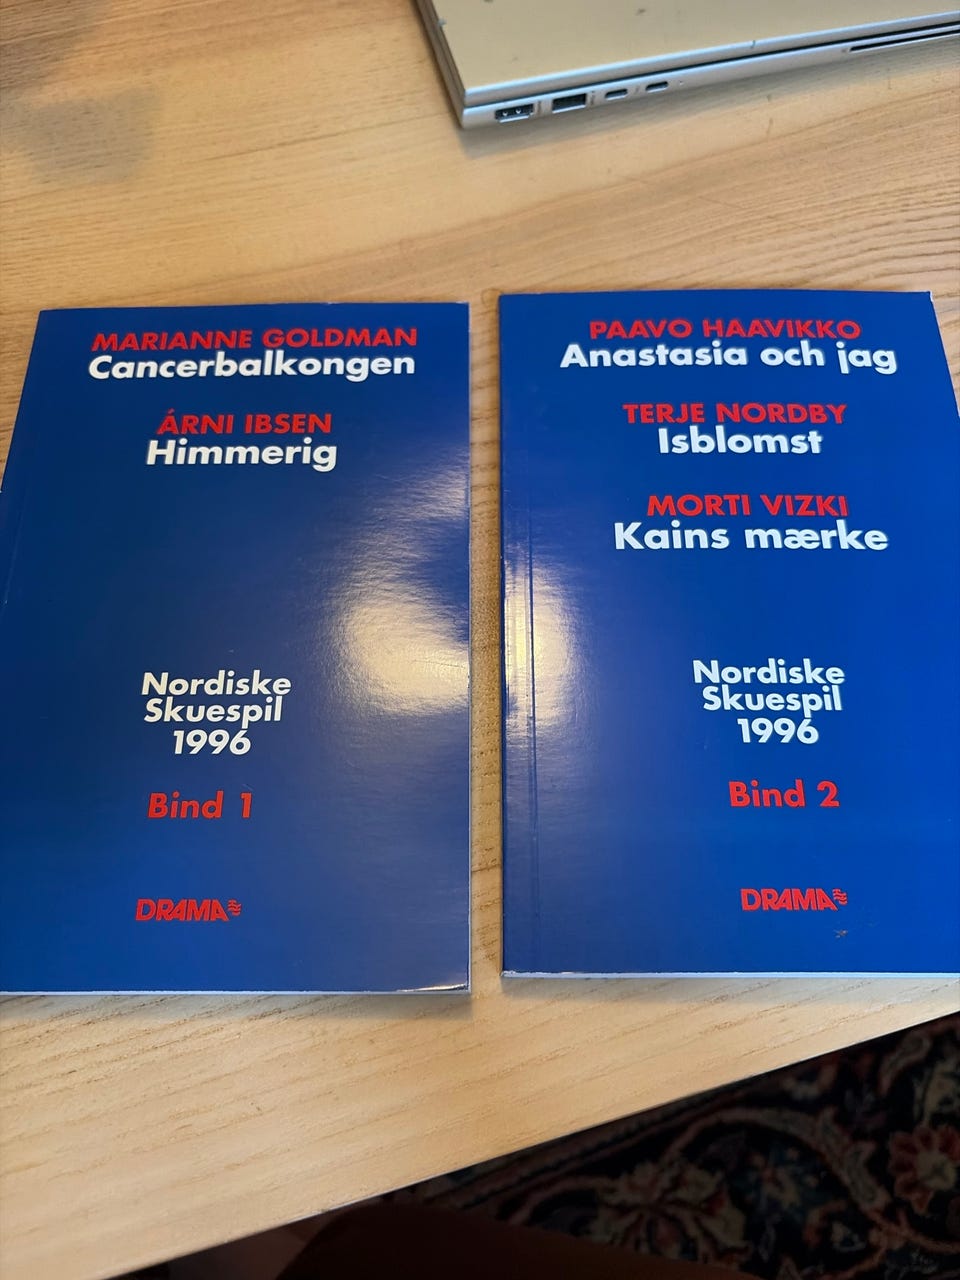 MARIANNE GOLDMAN
Cancerbalkongen
ÁRNI IBSEN
Himmerig
Nordiske
Skuespil
1996
Bind 1
DRAMA
PAAVO HAAVIKKO
Anastasia och jag
TERJE NORDBY
Isblomst
MORTI VIZKI
Kains mærke
Nordiske
Skuespil
1996
Bind 2
DRAMA